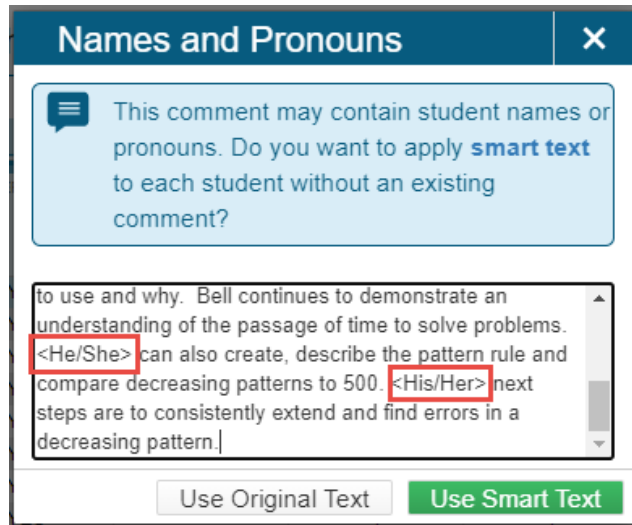 Names and Pronouns
This comment may contain student names or
pronouns. Do you want to apply smart text
to each student without an existing
comment?
to use and why.  Bell continues to demonstrate an
understanding of the passage of time to solve problems.
<He/She> can also create, describe the pattern rule and
compare decreasing patterns to 500. <His/Her> next
steps are to consistently extend and find errors in a
decreasing pattern.
Use Original Text
Use Smart Text